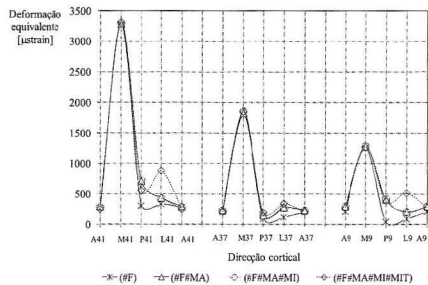 Deformação
equivalente
[µstrain]
3500
3000
2500
2000
1500
1000
500
0
A41 M41 P41 L41 A41 A37 M37 P37 L37 A37 A9 M9 P9 L9 A9
Direcção cortical
(#F) (#F#MA) (#F#MA#MI) (#F#MA#MI#MIT)